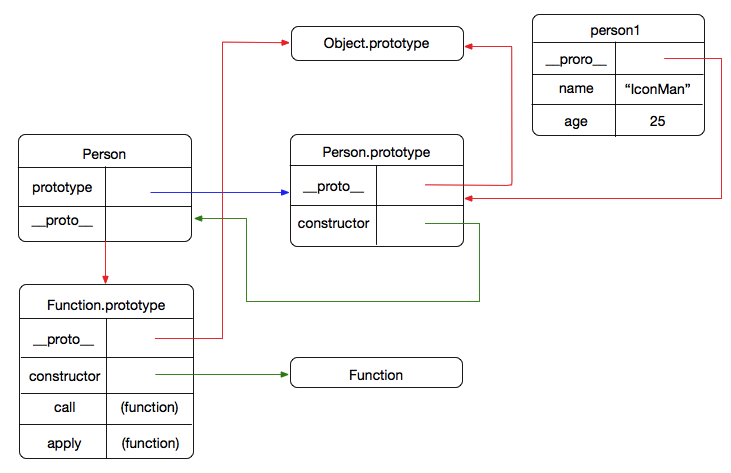 Object.prototype
person1
__proro__
name "IconMan"
age 25
Person
prototype
__proto__
Person.prototype
__proto__
constructor
Function.prototype
__proto__
constructor
call (function)
apply (function)
Function